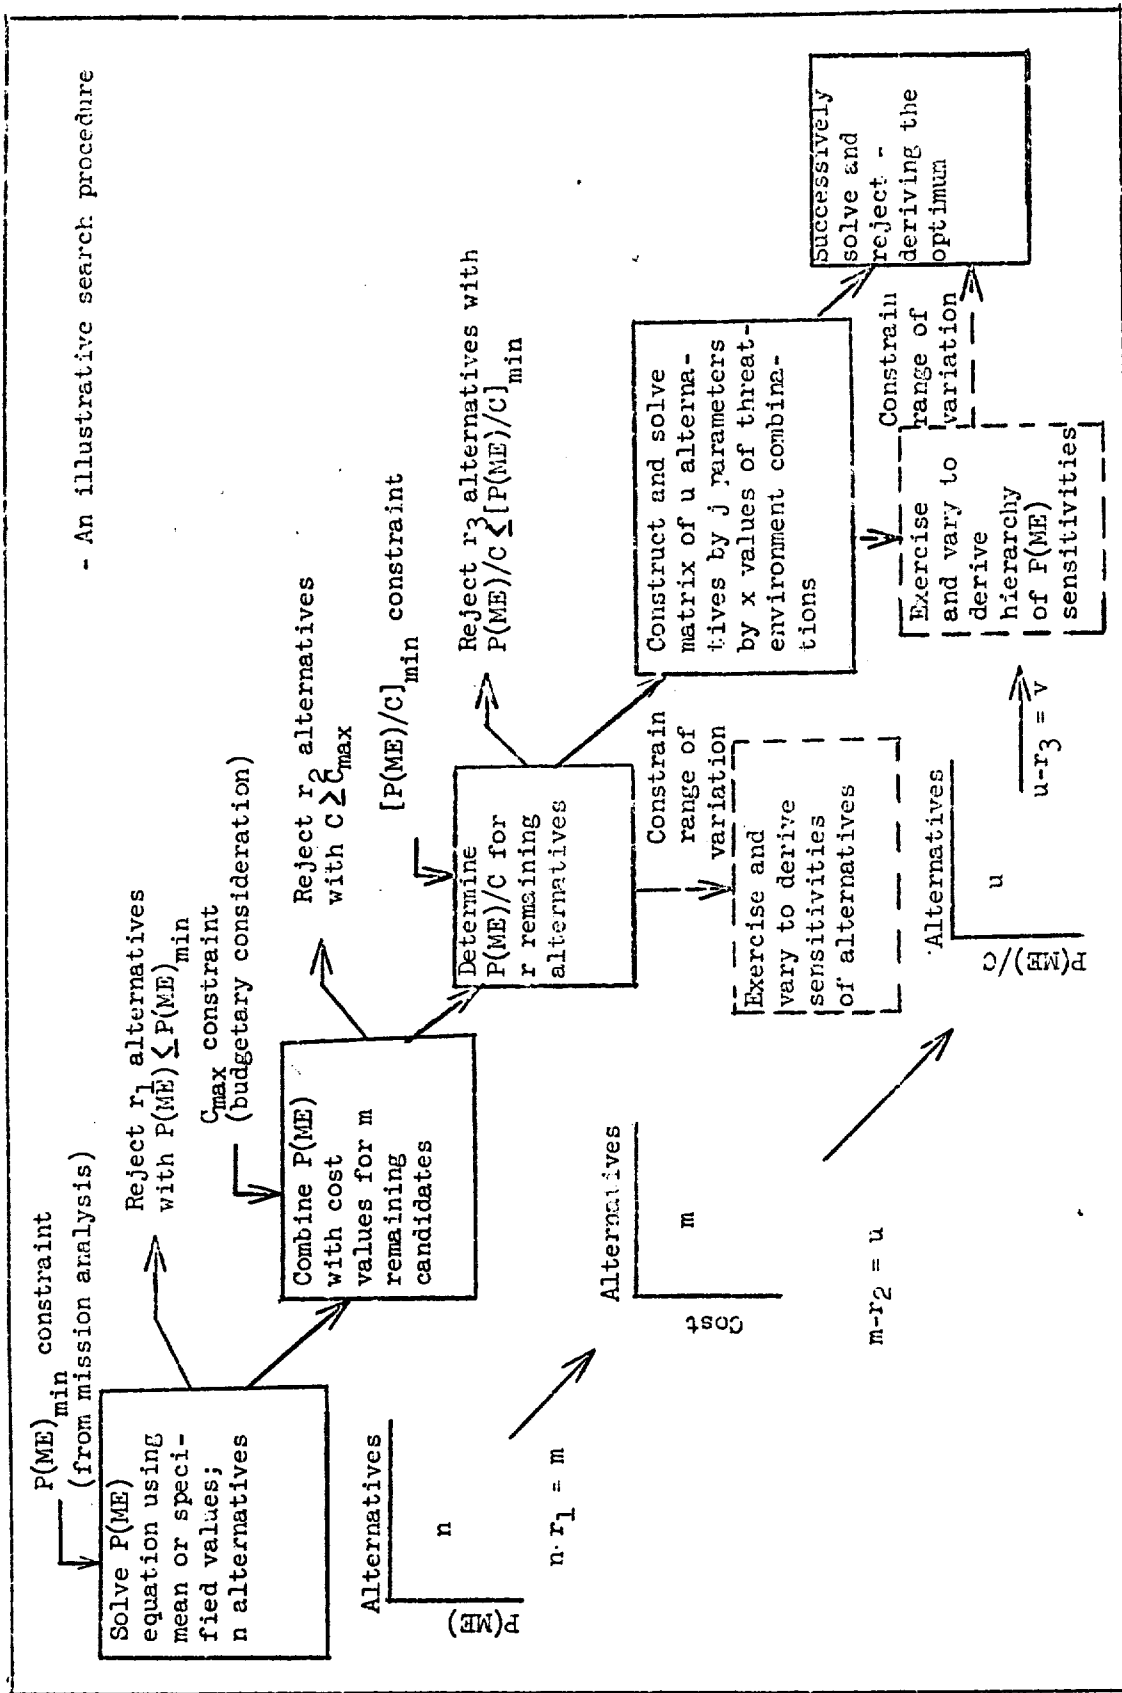 - An illustrative search procedure
P(ME)min constraint
(from mission analysis)
Solve P(ME)
equation using
mean or speci-
fied values;
n alternatives
Reject r1 alternatives
with P(ME) ≤ P(ME)min
Cmax constraint
(budgetary consideration)
Combine P(ME)
with cost
values for m
remaining
candidates
Reject r2 alternatives
with C ≥ Cmax
[P(ME)/C]min constraint
Determine
P(ME)/C for
r remaining
alternatives
Reject r3 alternatives with
P(ME)/C ≤ [P(ME)/C]min
Constrain
range of
variation
Exercise and
vary to derive
sensitivities
of alternatives
Construct and solve
matrix of u alterna-
tives by j parameters
by x values of threat-
environment combina-
tions
Exercise
and vary to
derive
hierarchy
of P(ME)
sensitivities
Constrain
range of
variation
Successively
solve and
reject -
deriving the
optimum
Alternatives
P(ME)
n
n-r1 = m
Alternatives
Cost
m
m-r2 = u
Alternatives
P(ME)/C
u
u-r3 = v